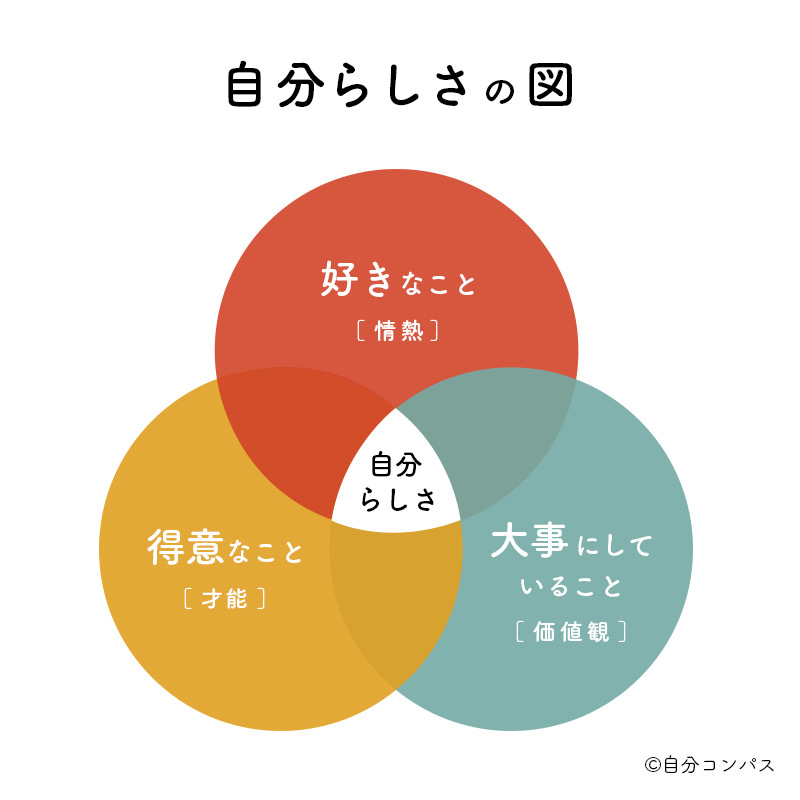 自分らしさの図
好きなこと
［情熱］
自分
らしさ
得意なこと
［才能］
大事にして
いること
［価値観］
©自分コンパス